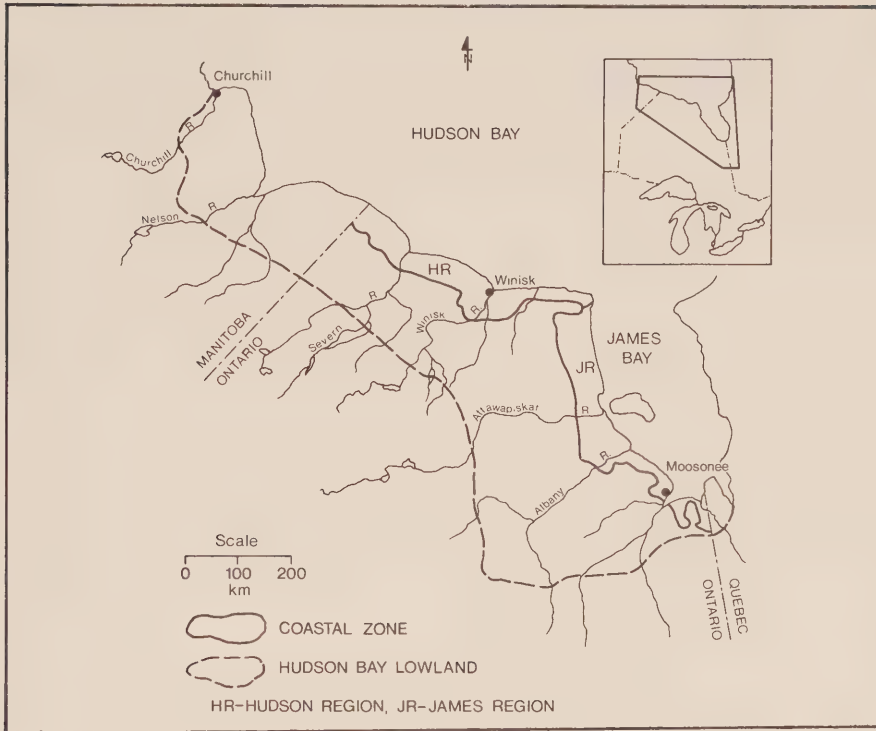 N
Churchill
HUDSON BAY
R.
Churchill
Nelson R.
HR
Winisk
R.
Winisk
R.
Severn
MANITOBA
ONTARIO
JAMES
BAY
JR
Attawapiskat R.
R.
Albany
Moosonee
ONTARIO
QUEBEC
Scale
0 100 200
km
COASTAL ZONE
HUDSON BAY LOWLAND
HR-HUDSON REGION, JR-JAMES REGION